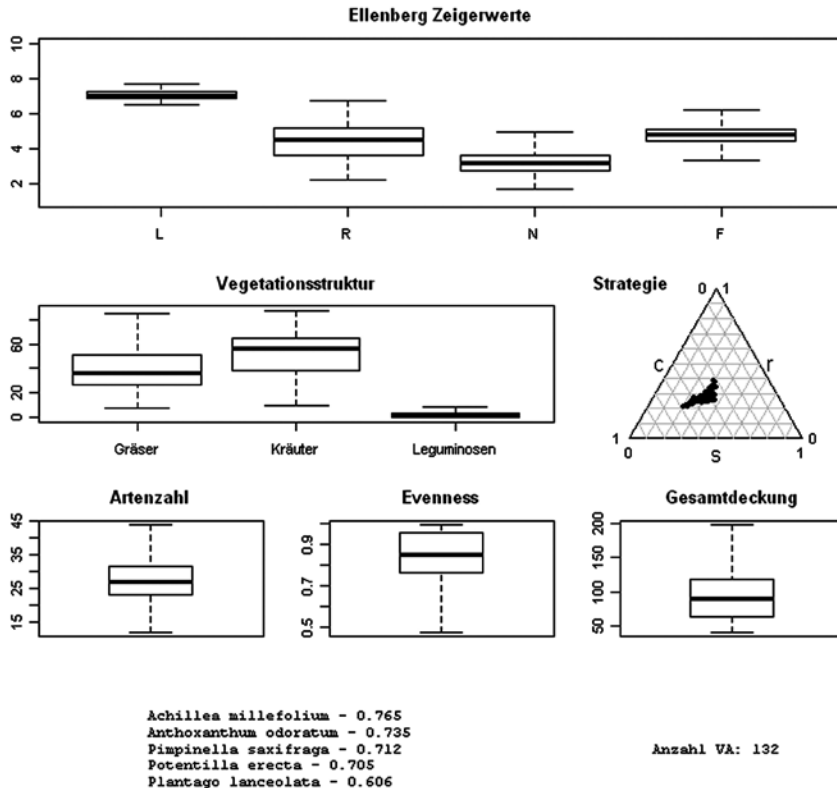 Ellenberg Zeigerwerte
10
8
6
4
2
L R N F
Vegetationsstruktur
60
20
0
Gräser Kräuter Leguminosen
Strategie
0 1
c r
1 0
0 s 1
Artenzahl
45
35
25
15
Evenness
0.9
0.7
0.5
Gesamtdeckung
200
150
100
50
Achillea millefolium - 0.765
Anthoxanthum odoratum - 0.735
Pimpinella saxifraga - 0.712
Potentilla erecta - 0.705
Plantago lanceolata - 0.606
Anzahl VA: 132